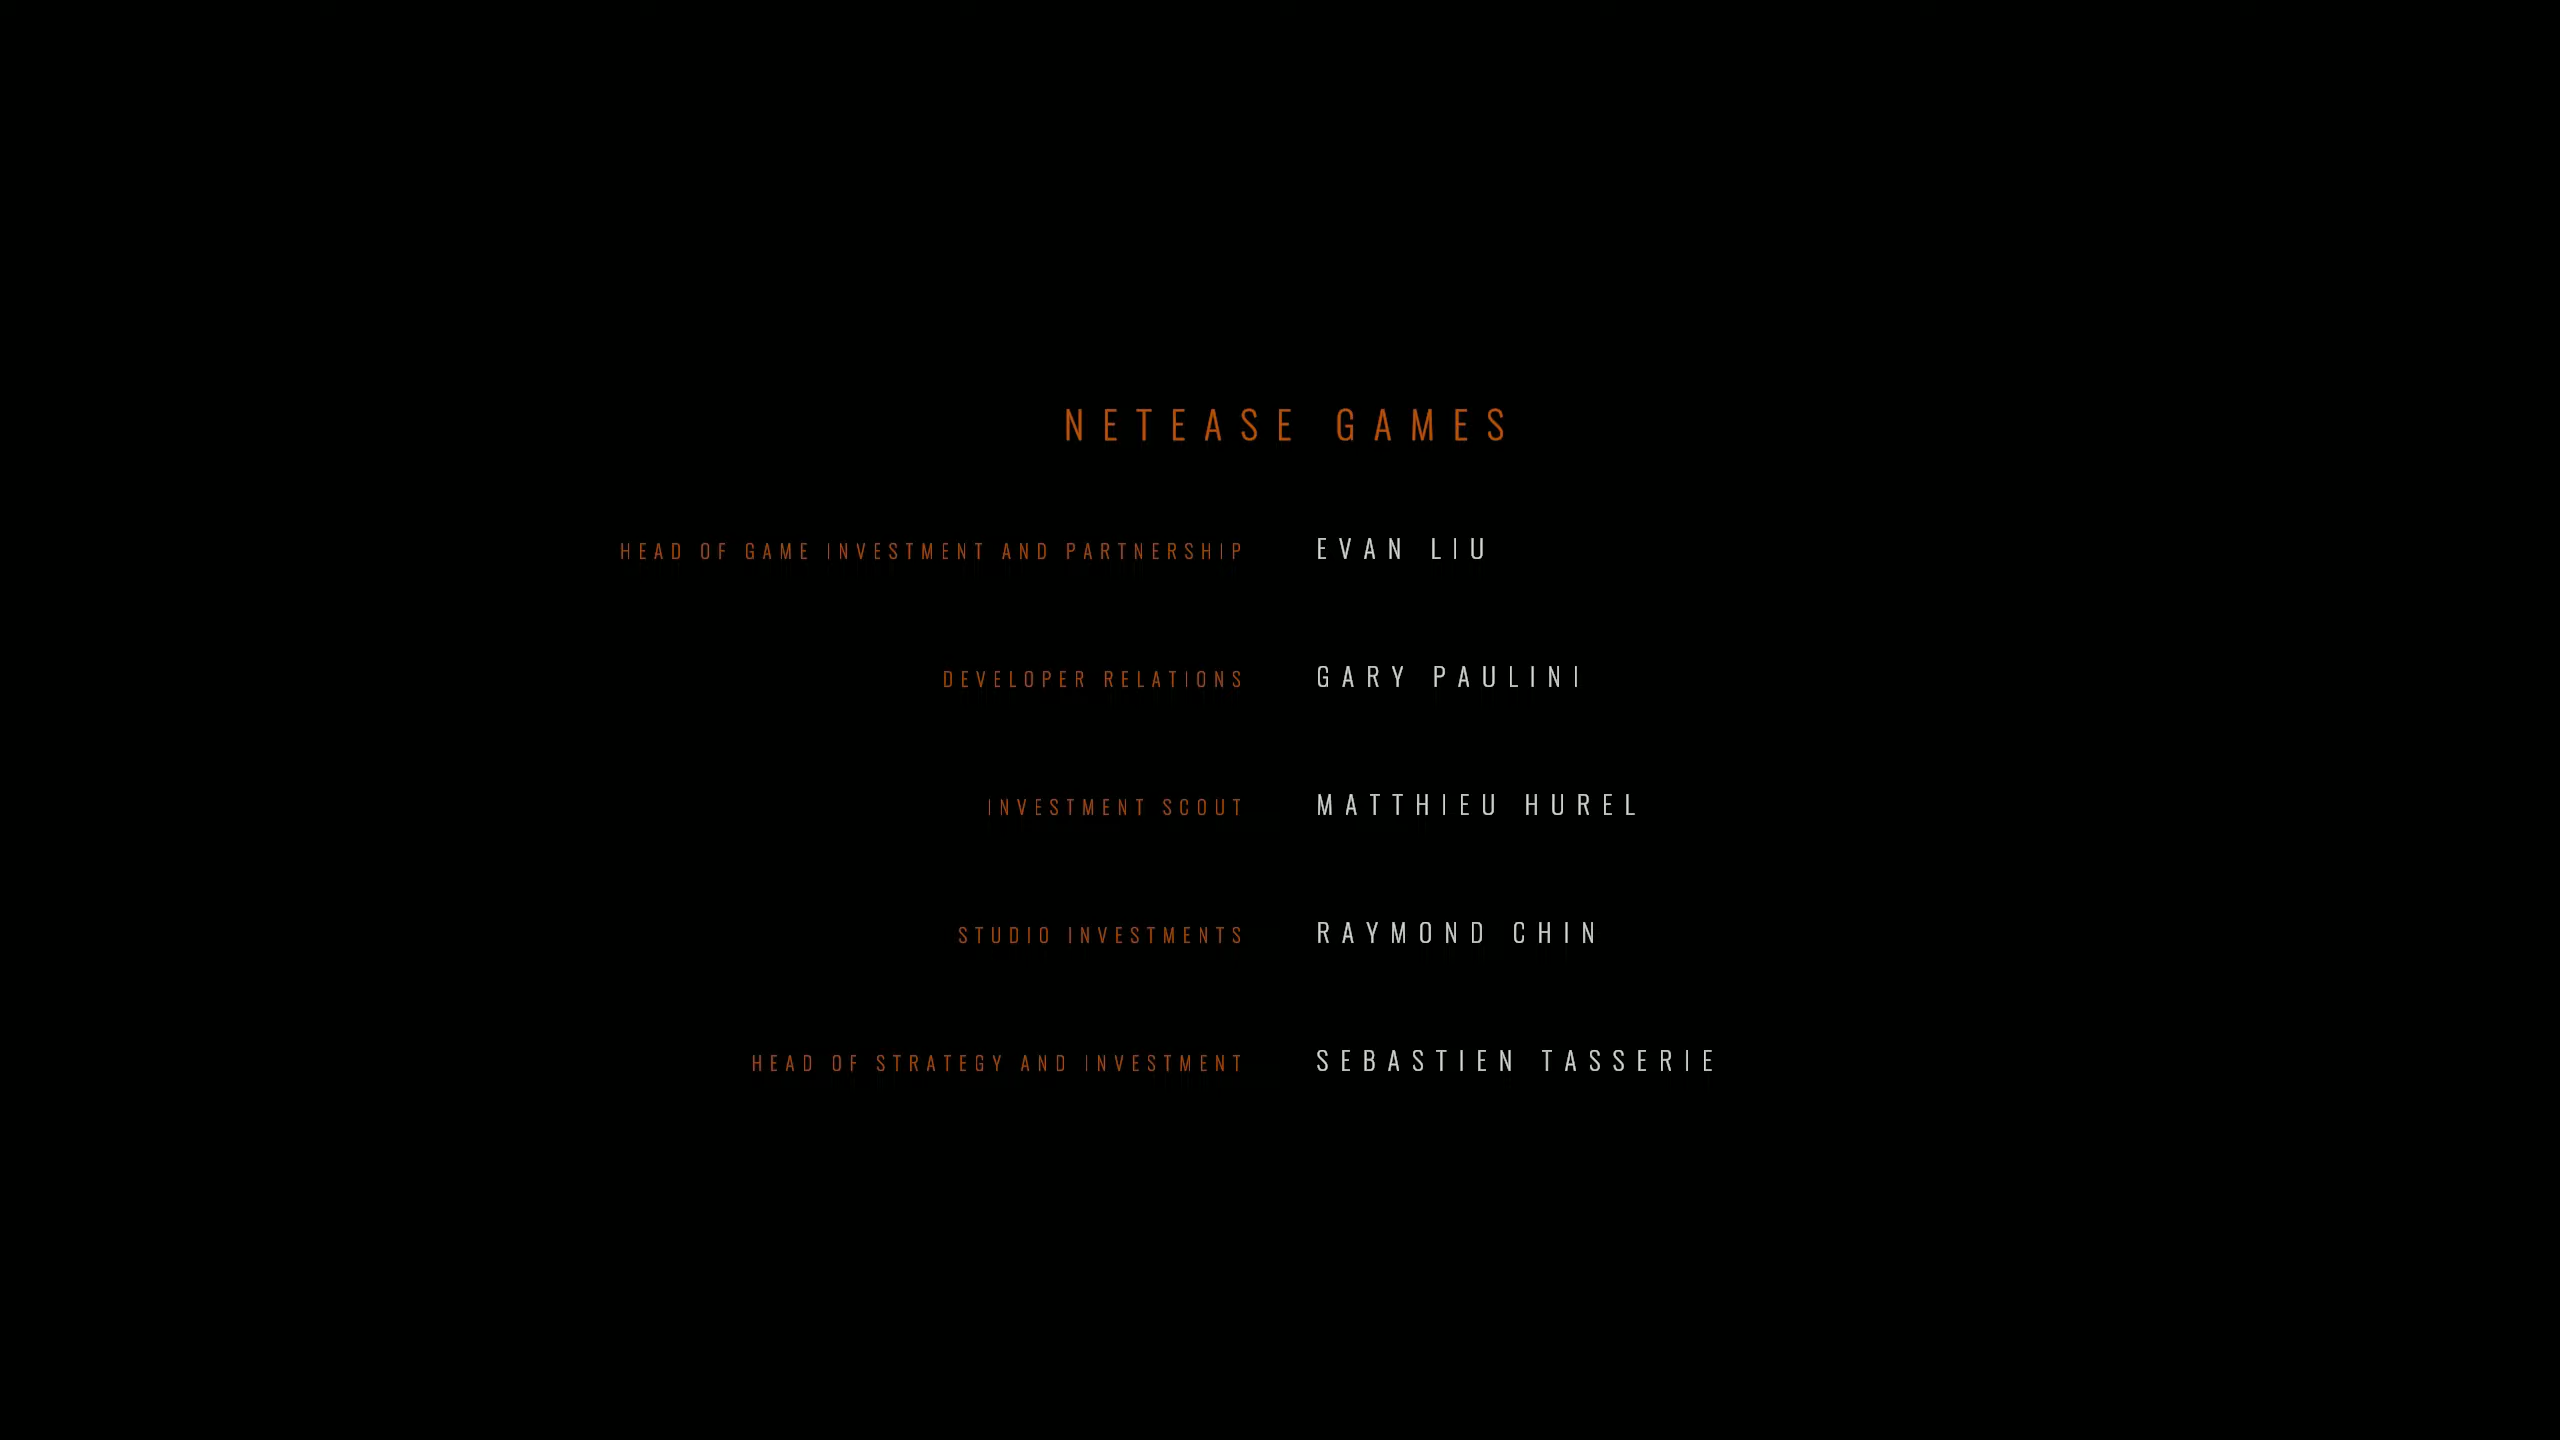 NETEASE GAMES
HEAD OF GAME INVESTMENT AND PARTNERSHIP EVAN LIU
DEVELOPER RELATIONS GARY PAULINI
INVESTMENT SCOUT MATTHIEU HUREL
STUDIO INVESTMENTS RAYMOND CHIN
HEAD OF STRATEGY AND INVESTMENT SEBASTIEN TASSERIE